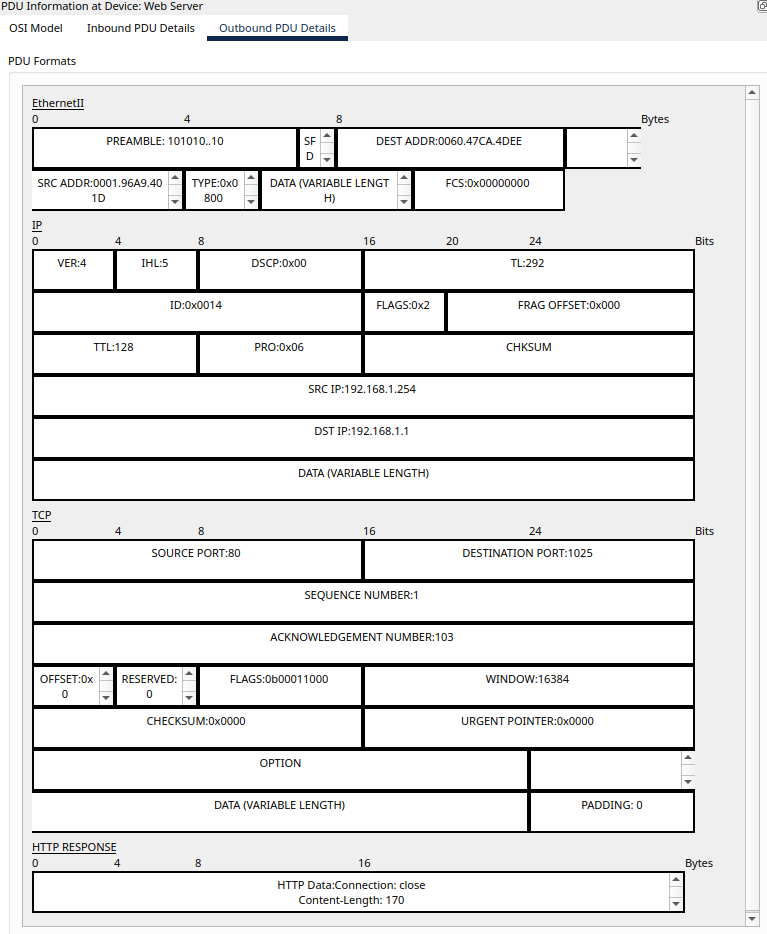 PDU Information at Device: Web Server
OSI Model Inbound PDU Details Outbound PDU Details
PDU Formats
EthernetII
0 4 8 Bytes
PREAMBLE: 101010..10 SF DEST ADDR:0060.47CA.4DEE
D
SRC ADDR:0001.96A9.40 TYPE:0x0 DATA (VARIABLE LENGT FCS:0x00000000
1D 800 H)
IP
0 4 8 16 20 24 Bits
VER:4 IHL:5 DSCP:0x00 TL:292
ID:0x0014 FLAGS:0x2 FRAG OFFSET:0x000
TTL:128 PRO:0x06 CHKSUM
SRC IP:192.168.1.254
DST IP:192.168.1.1
DATA (VARIABLE LENGTH)
TCP
0 4 8 16 24 Bits
SOURCE PORT:80 DESTINATION PORT:1025
SEQUENCE NUMBER:1
ACKNOWLEDGEMENT NUMBER:103
OFFSET:0x RESERVED: FLAGS:0b00011000 WINDOW:16384
0 0
CHECKSUM:0x0000 URGENT POINTER:0x0000
OPTION
DATA (VARIABLE LENGTH) PADDING: 0
HTTP RESPONSE
0 4 8 16 Bytes
HTTP Data:Connection: close
Content-Length: 170